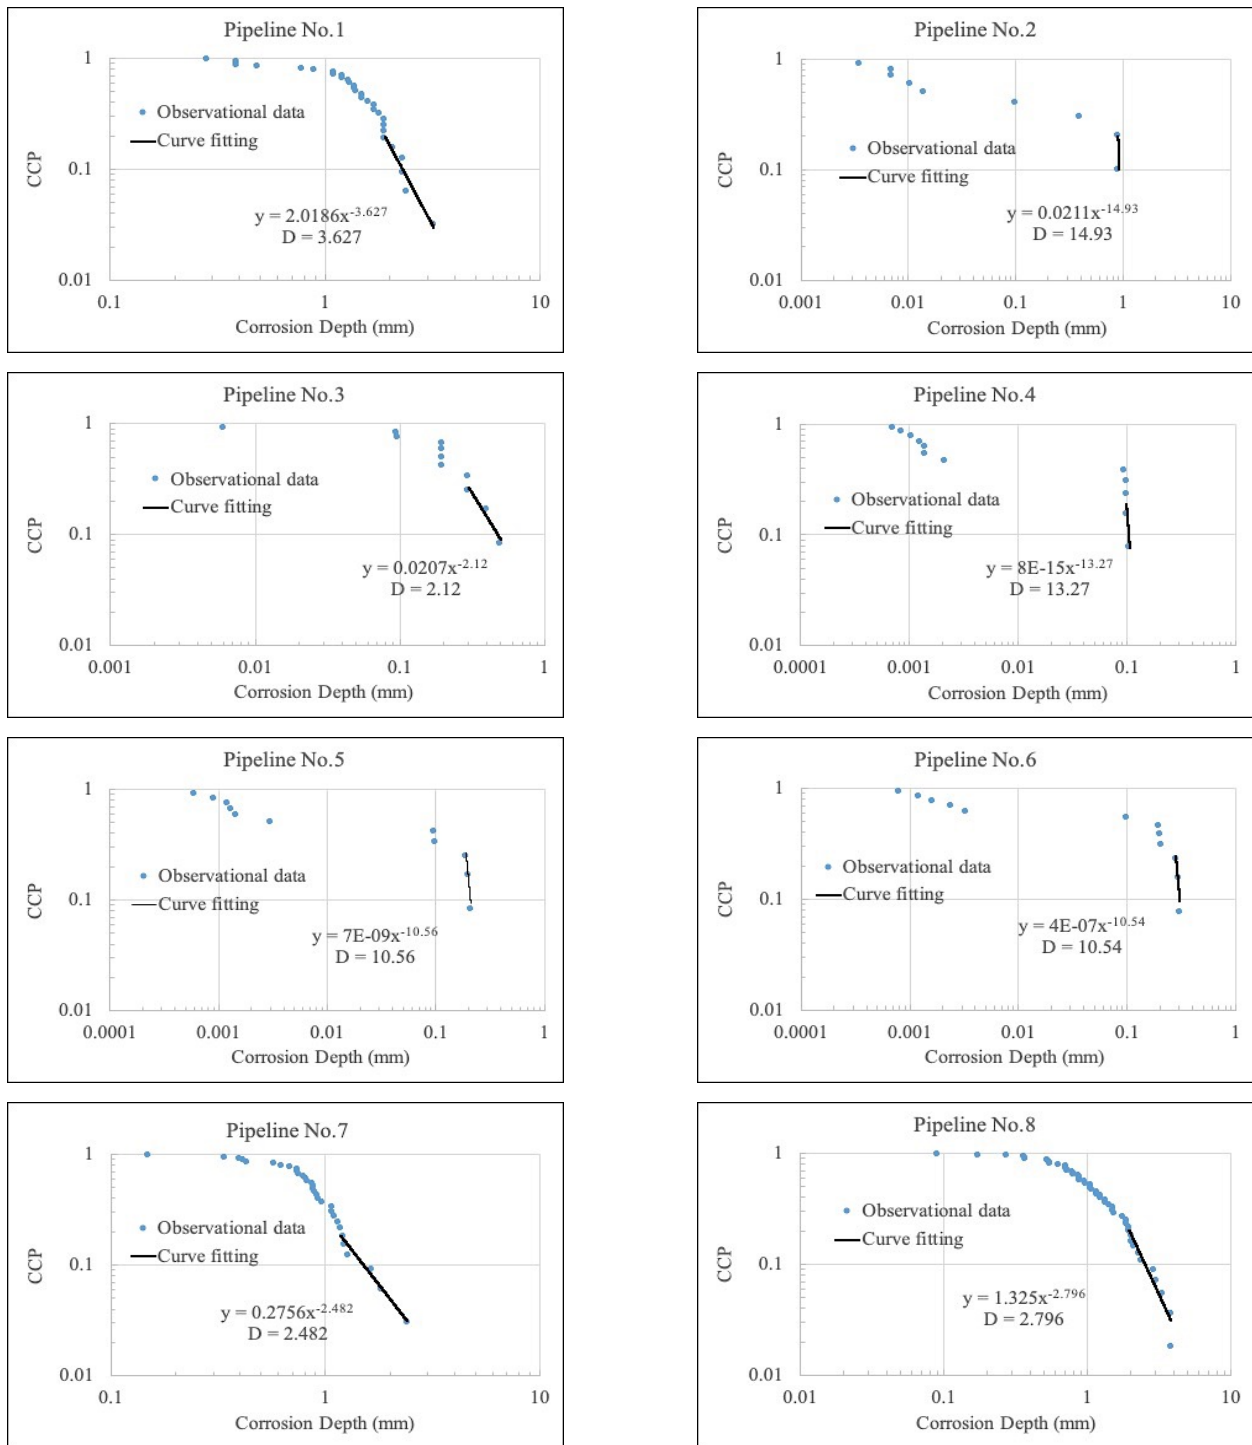 Pipeline No.1
1
0.1
0.01
CCP
Observational data
Curve fitting
y = 2.0186x^-3.627
D = 3.627
0.1 1 10
Corrosion Depth (mm)
Pipeline No.2
1
0.1
0.01
CCP
Observational data
Curve fitting
y = 0.0211x^-14.93
D = 14.93
0.001 0.01 0.1 1 10
Corrosion Depth (mm)
Pipeline No.3
1
0.1
0.01
CCP
Observational data
Curve fitting
y = 0.0207x^-2.12
D = 2.12
0.001 0.01 0.1 1
Corrosion Depth (mm)
Pipeline No.4
1
0.1
0.01
CCP
Observational data
Curve fitting
y = 8E-15x^-13.27
D = 13.27
0.0001 0.001 0.01 0.1 1
Corrosion Depth (mm)
Pipeline No.5
1
0.1
0.01
CCP
Observational data
Curve fitting
y = 7E-09x^-10.56
D = 10.56
0.0001 0.001 0.01 0.1 1
Corrosion Depth (mm)
Pipeline No.6
1
0.1
0.01
CCP
Observational data
Curve fitting
y = 4E-07x^-10.54
D = 10.54
0.0001 0.001 0.01 0.1 1
Corrosion Depth (mm)
Pipeline No.7
1
0.1
0.01
CCP
Observational data
Curve fitting
y = 0.2756x^-2.482
D = 2.482
0.1 1 10
Corrosion Depth (mm)
Pipeline No.8
1
0.1
0.01
CCP
Observational data
Curve fitting
y = 1.325x^-2.796
D = 2.796
0.01 0.1 1 10
Corrosion Depth (mm)